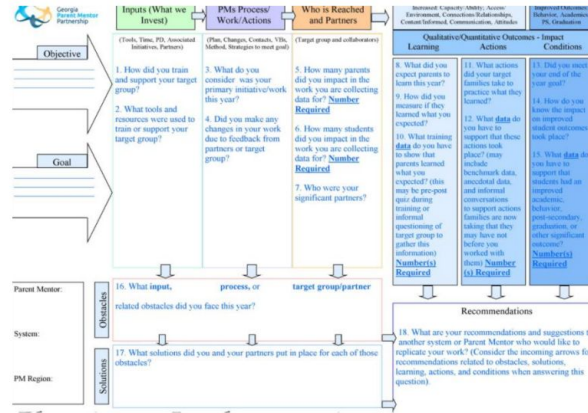 Georgia
Parent Mentor
Partnership
Objective
Goal
Inputs (What we
Invest)
(Tools, Time, PD, Associated
Initiatives, Partners)
1. How did you train
and support your target
group?
2. What tools and
resources were used to
train or support your
target group?
PMs Process/
Work/Actions
(Plan, Changes, Contacts, VBs,
Method, Strategies to meet goal)
3. What do you
consider was your
primary initiative/work
this year?
4. Did you make any
changes in your work
due to feedback from
partners or target
group?
Who is Reached
and Partners
(Target group and collaborators)
5. How many parents
did you impact in the
work you are collecting
data for? Number
Required
6. How many students
did you impact in the
work you are collecting
data for? Number
Required
7. Who were your
significant partners?
Increased: Capacity/Ability; Access/
Environment, Connections/Relationships,
Content/Informed, Communication, Attitudes
Improved Outcomes
Behavior, Academic
PS, Graduation
Qualitative/Quantitative Outcomes - Impact
Learning
Actions
Conditions
8. What did you
expect parents to
learn this year?
9. How did you
measure if they
learned what you
expected?
10. What training
data do you have
to show that
parents learned
what you
expected? (this
may be pre-post
quiz during
training or
informal
questioning of
target group to
gather this
information)
Number(s)
Required
11. What actions
did your target
families take to
practice what they
learned?
12. What data do
you have to
support that these
actions took
place? (may
include
benchmark data,
anecdotal data,
and informal
conversations
to support actions
families are now
taking that they
may have not
before you
worked with
them) Number
(s) Required
13. Did you meet
your end of the
year goal?
14. How do you
know the impact
on improved
student outcomes
took place?
15. What data do
you have to
support that
students had an
improved
academic,
behavior,
post-secondary,
graduation, or
other significant
outcome?
Number(s)
Required
Parent Mentor:
System:
PM Region:
Obstacles
16. What input, process, or target group/partner
related obstacles did you face this year?
Solutions
17. What solutions did you and your partners put in place for each of those
obstacles?
Recommendations
18. What are your recommendations and suggestions to
another system or Parent Mentor who would like to
replicate your work? (Consider the incoming arrows for
recommendations related to obstacles, solutions,
learning, actions, and conditions when answering this
question).